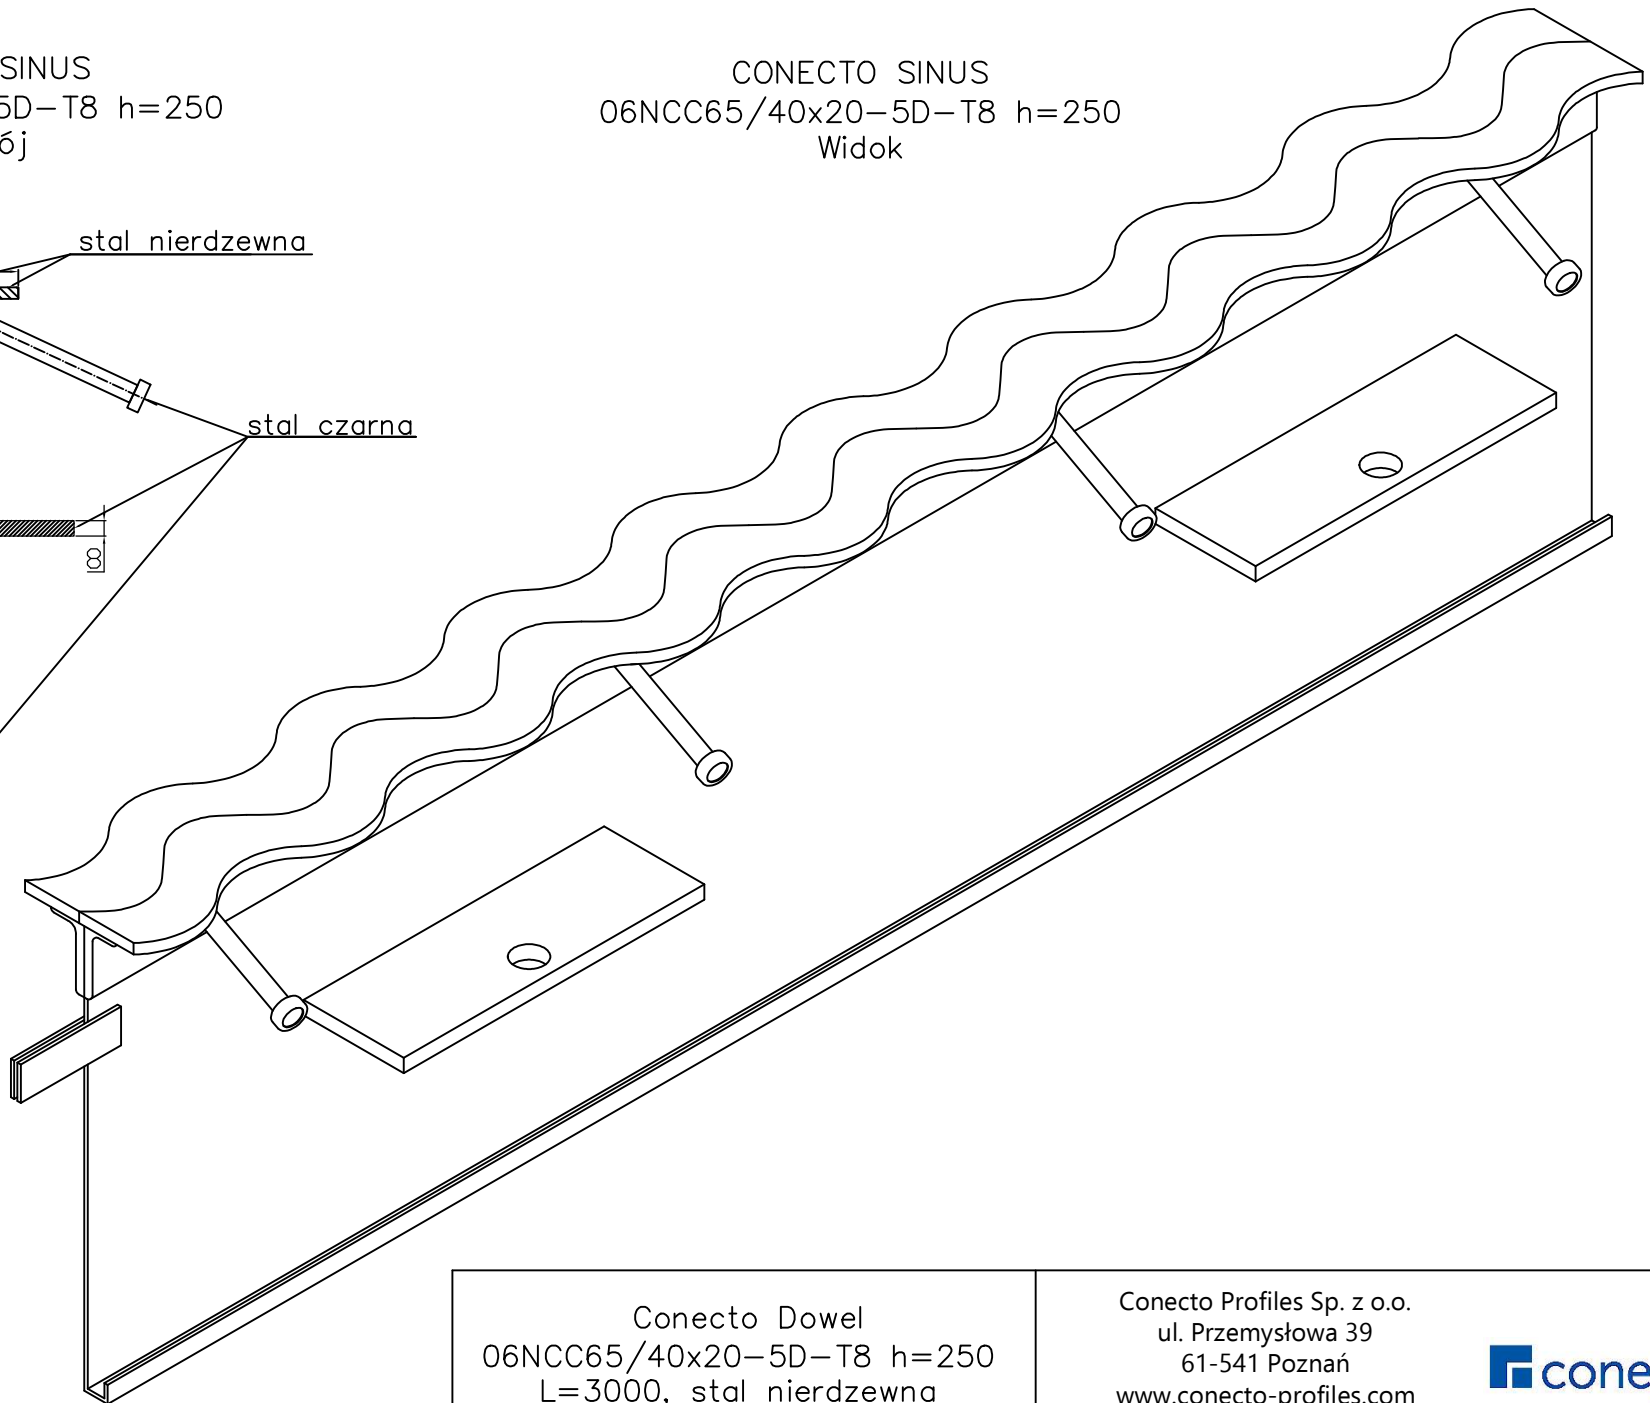 SINUS
5D-T8 h=250
ój
CONECTO SINUS
06NCC65/40x20-5D-T8 h=250
Widok
stal nierdzewna
stal czarna
8
Conecto Dowel
06NCC65/40x20-5D-T8 h=250
L=3000, stal nierdzewna
Conecto Profiles Sp. z o.o.
ul. Przemysłowa 39
61-541 Poznań
www.conecto-profiles.com
cone